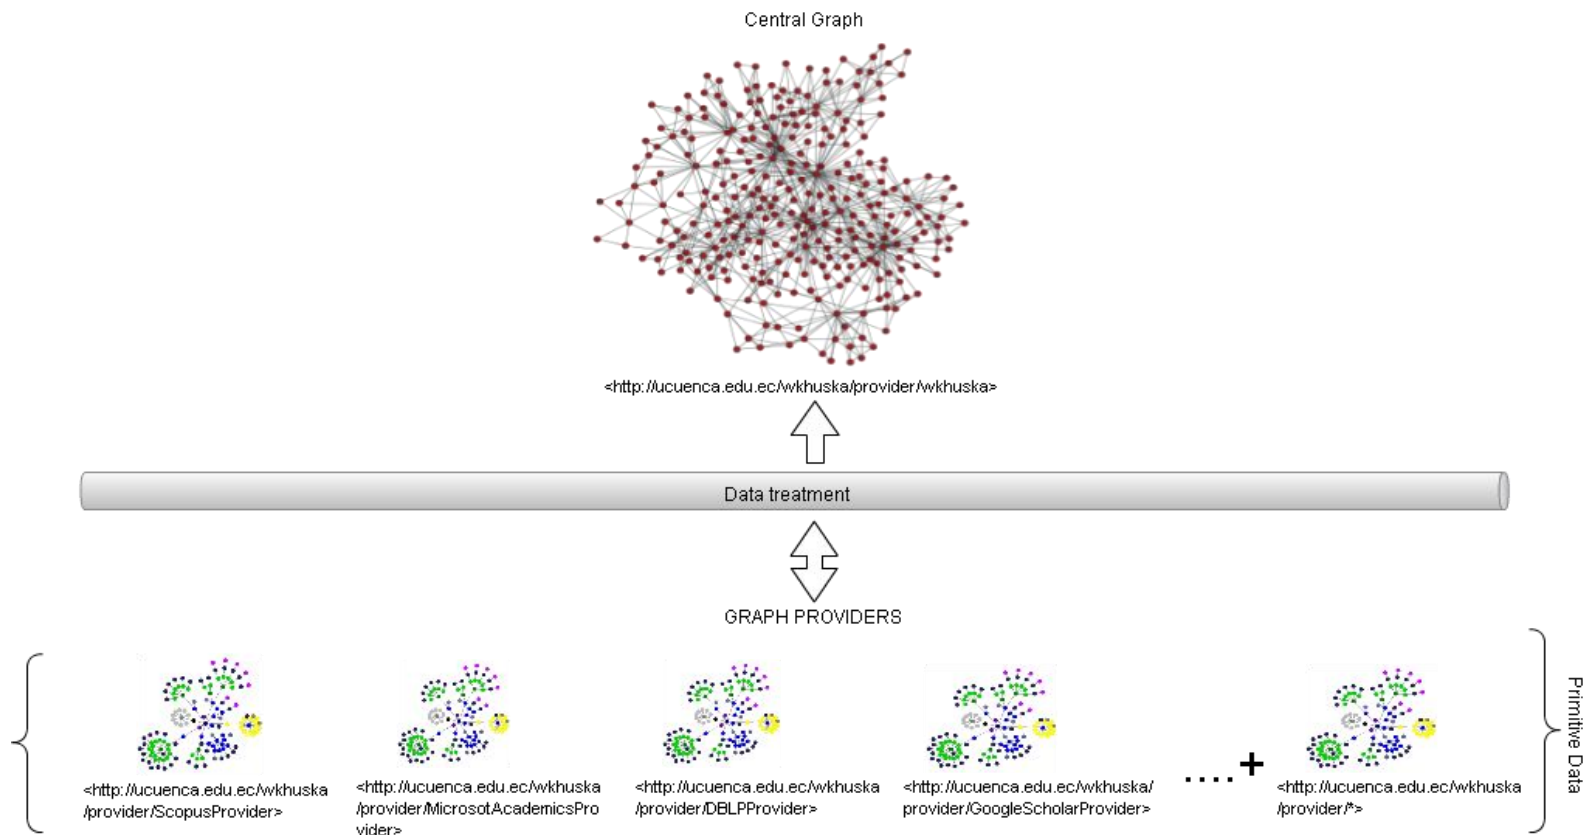 Central Graph
<http://ucuenca.edu.ec/wkhuska/provider/wkhuska>
Data treatment
GRAPH PROVIDERS
<http://ucuenca.edu.ec/wkhuska
/provider/ScopusProvider>
<http://ucuenca.edu.ec/wkhuska
/provider/MicrosotAcademicsPro
vider>
<http://ucuenca.edu.ec/wkhuska
/provider/DBLPProvider>
<http://ucuenca.edu.ec/wkhuska/
provider/GoogleScholarProvider>
....+
<http://ucuenca.edu.ec/wkhuska
/provider/*>
Primitive Data